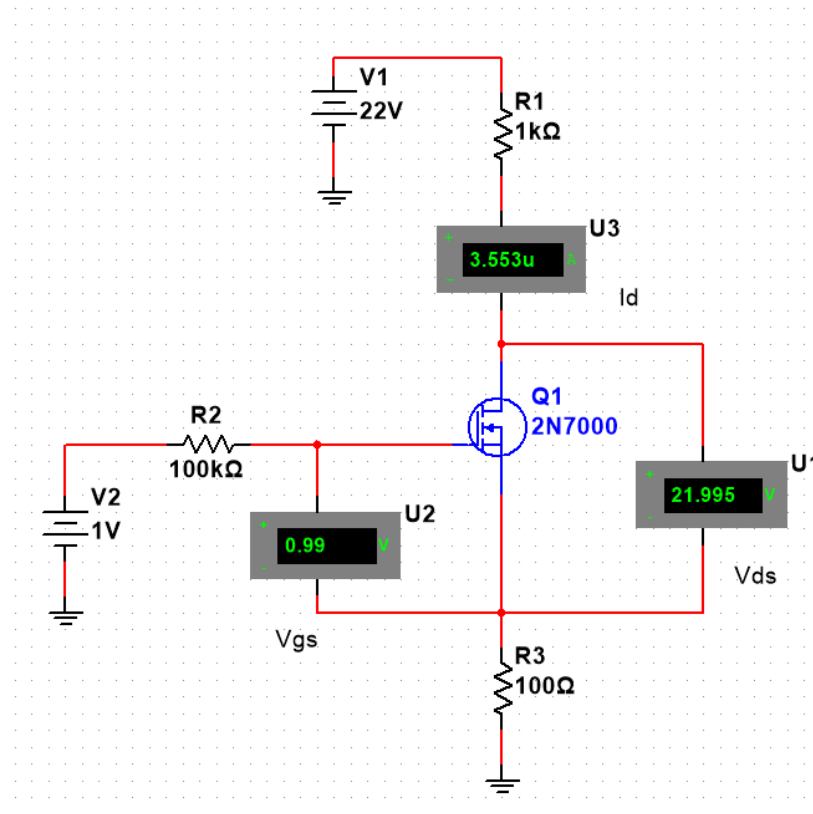 V1
22V
R1
1kΩ
U3
+
3.553u A
-
Id
Q1
2N7000
R2
100kΩ
V2
1V
U2
+
0.99 V
-
Vgs
U1
+
21.995 V
-
Vds
R3
100Ω